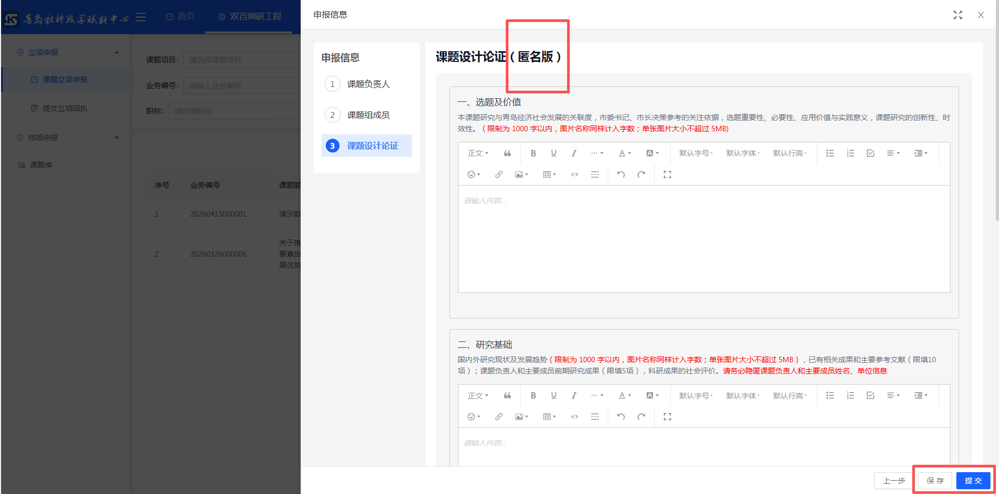 青岛社科数字赋能中心
首页
双百调研工程
立项申报
课题立项申报
提交立项回执
结项申报
课题库
课题项目：
请选择课题项目
业务编号：
请输入业务编号
职称：
请选择职称
序号
业务编号
课题题
1
20260415000001
演示数
2
20260326000006
关于推
要素由
展优势
申报信息
申报信息
1
课题负责人
2
课题组成员
3
课题设计论证
课题设计论证（匿名版）
一、选题及价值
本课题研究与青岛经济社会发展的关联度，市委书记、市长决策参考的关注依据，选题重要性、必要性、应用价值与实践意义，课题研究的创新性、时
效性。（限制为 1000 字以内，图片名称同样计入字数；单张图片大小不超过 5MB)
正文
B
U
I
A
A
默认字号
默认字体
默认行高
请输入内容...
二、研究基础
国内外研究现状及发展趋势（限制为 1000 字以内，图片名称同样计入字数；单张图片大小不超过 5MB），已有相关成果和主要参考文献（限填10
项）；课题负责人和主要成员前期研究成果（限填5项），科研成果的社会评价。请务必隐匿课题负责人和主要成员姓名、单位信息
正文
B
U
I
A
A
默认字号
默认字体
默认行高
请输入内容...
上一步
保 存
提 交